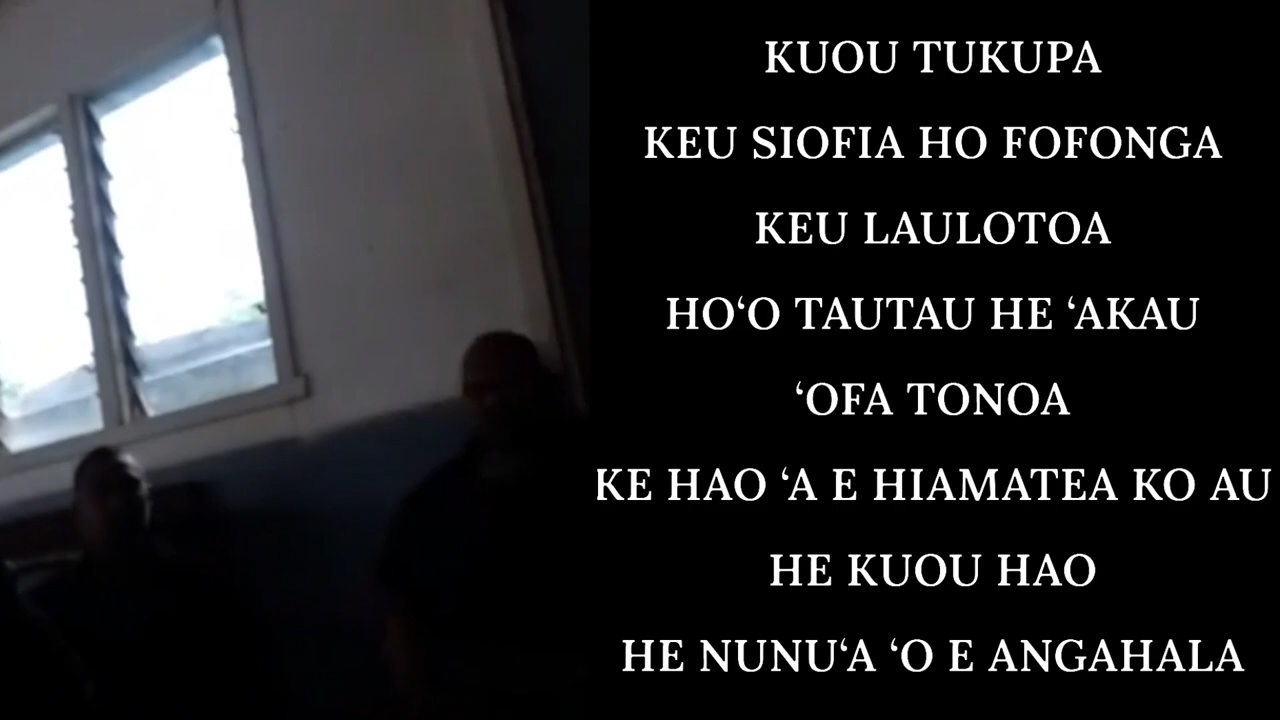 KUOU TUKUPA
KEU SIOFIA HO FOFONGA
KEU LAULOTOA
HO‘O TAUTAU HE ‘AKAU
‘OFA TONOA
KE HAO ‘A E HIAMATEA KO AU
HE KUOU HAO
HE NUNU‘A ‘O E ANGAHALA